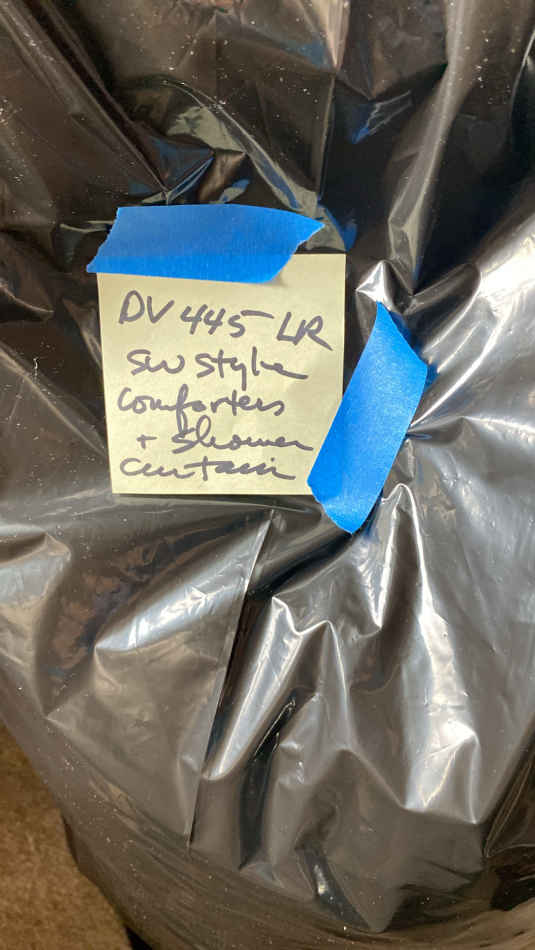 DV 445-LR
SW style
comforters
+ shower
curtain